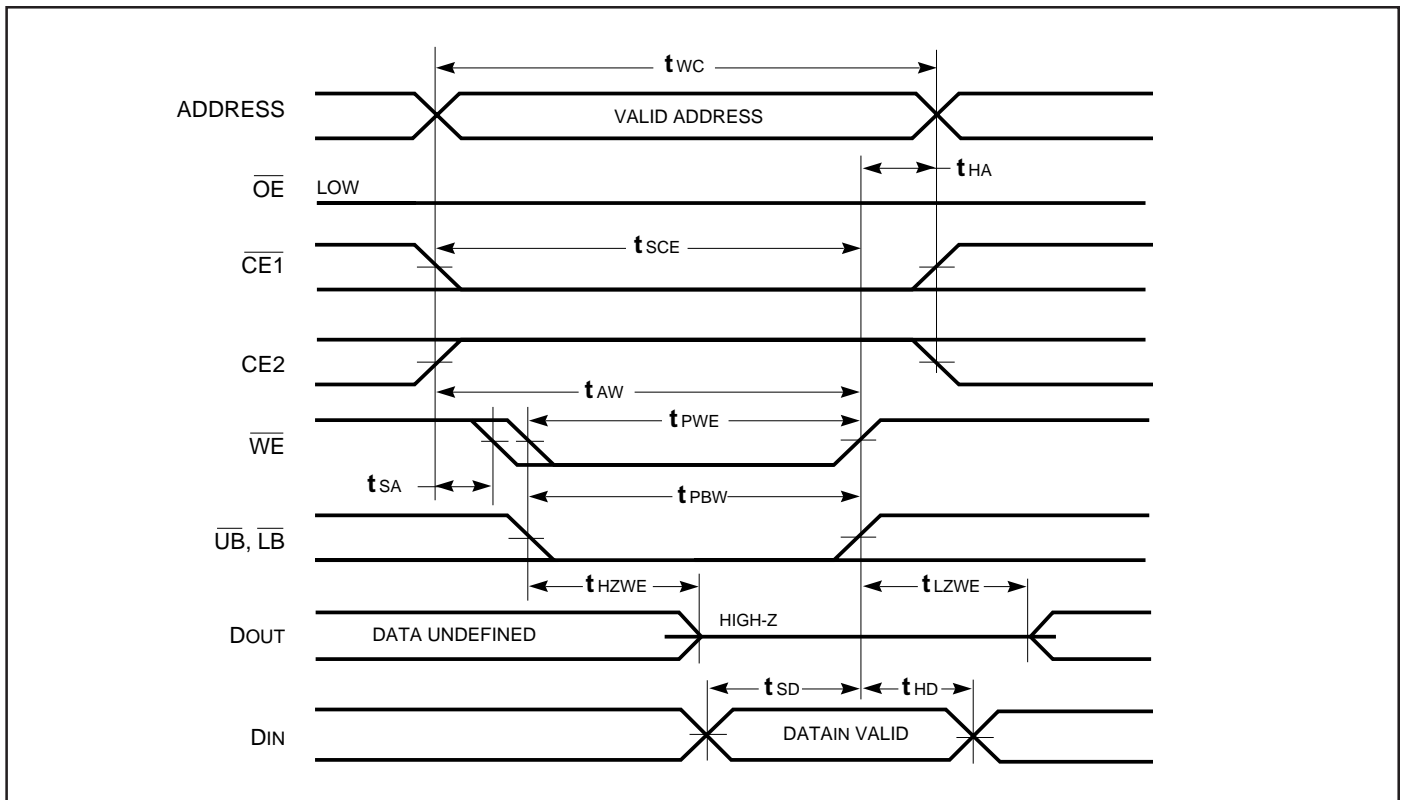 tWC
ADDRESS VALID ADDRESS
tHA
OE LOW
tSCE
CE1
CE2
tAW
tPWE
WE
tSA
tPBW
UB, LB
tHZWE tLZWE
DOUT DATA UNDEFINED HIGH-Z
tSD tHD
DIN DATAIN VALID